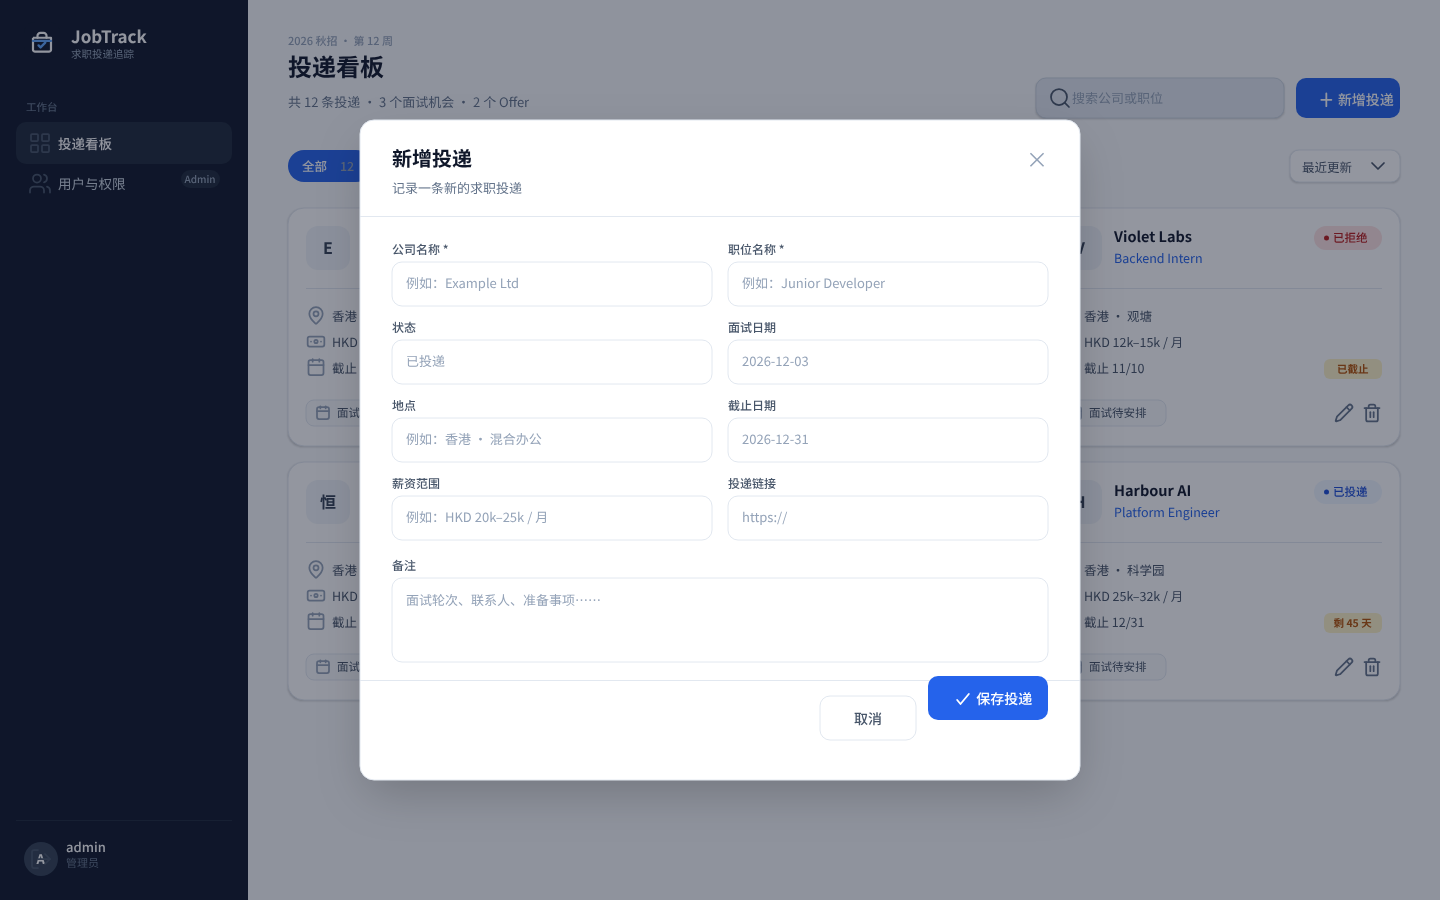 JobTrack
求职投递追踪
工作台
投递看板
用户与权限
Admin
admin
管理员
A
2026 秋招 · 第 12 周
投递看板
共 12 条投递 · 3 个面试机会 · 2 个 Offer
搜索公司或职位
新增投递
全部 12
最近更新
E
香港
HKD
截止
面试
Violet Labs
Backend Intern
已拒绝
香港 · 观塘
HKD 12k–15k / 月
截止 11/10
已截止
面试待安排
恒
香港
HKD
截止
面试
Harbour AI
Platform Engineer
已投递
香港 · 科学园
HKD 25k–32k / 月
截止 12/31
剩 45 天
面试待安排
新增投递
记录一条新的求职投递
公司名称 *
例如：Example Ltd
职位名称 *
例如：Junior Developer
状态
已投递
面试日期
2026-12-03
地点
例如：香港 · 混合办公
截止日期
2026-12-31
薪资范围
例如：HKD 20k–25k / 月
投递链接
https://
备注
面试轮次、联系人、准备事项……
取消
保存投递